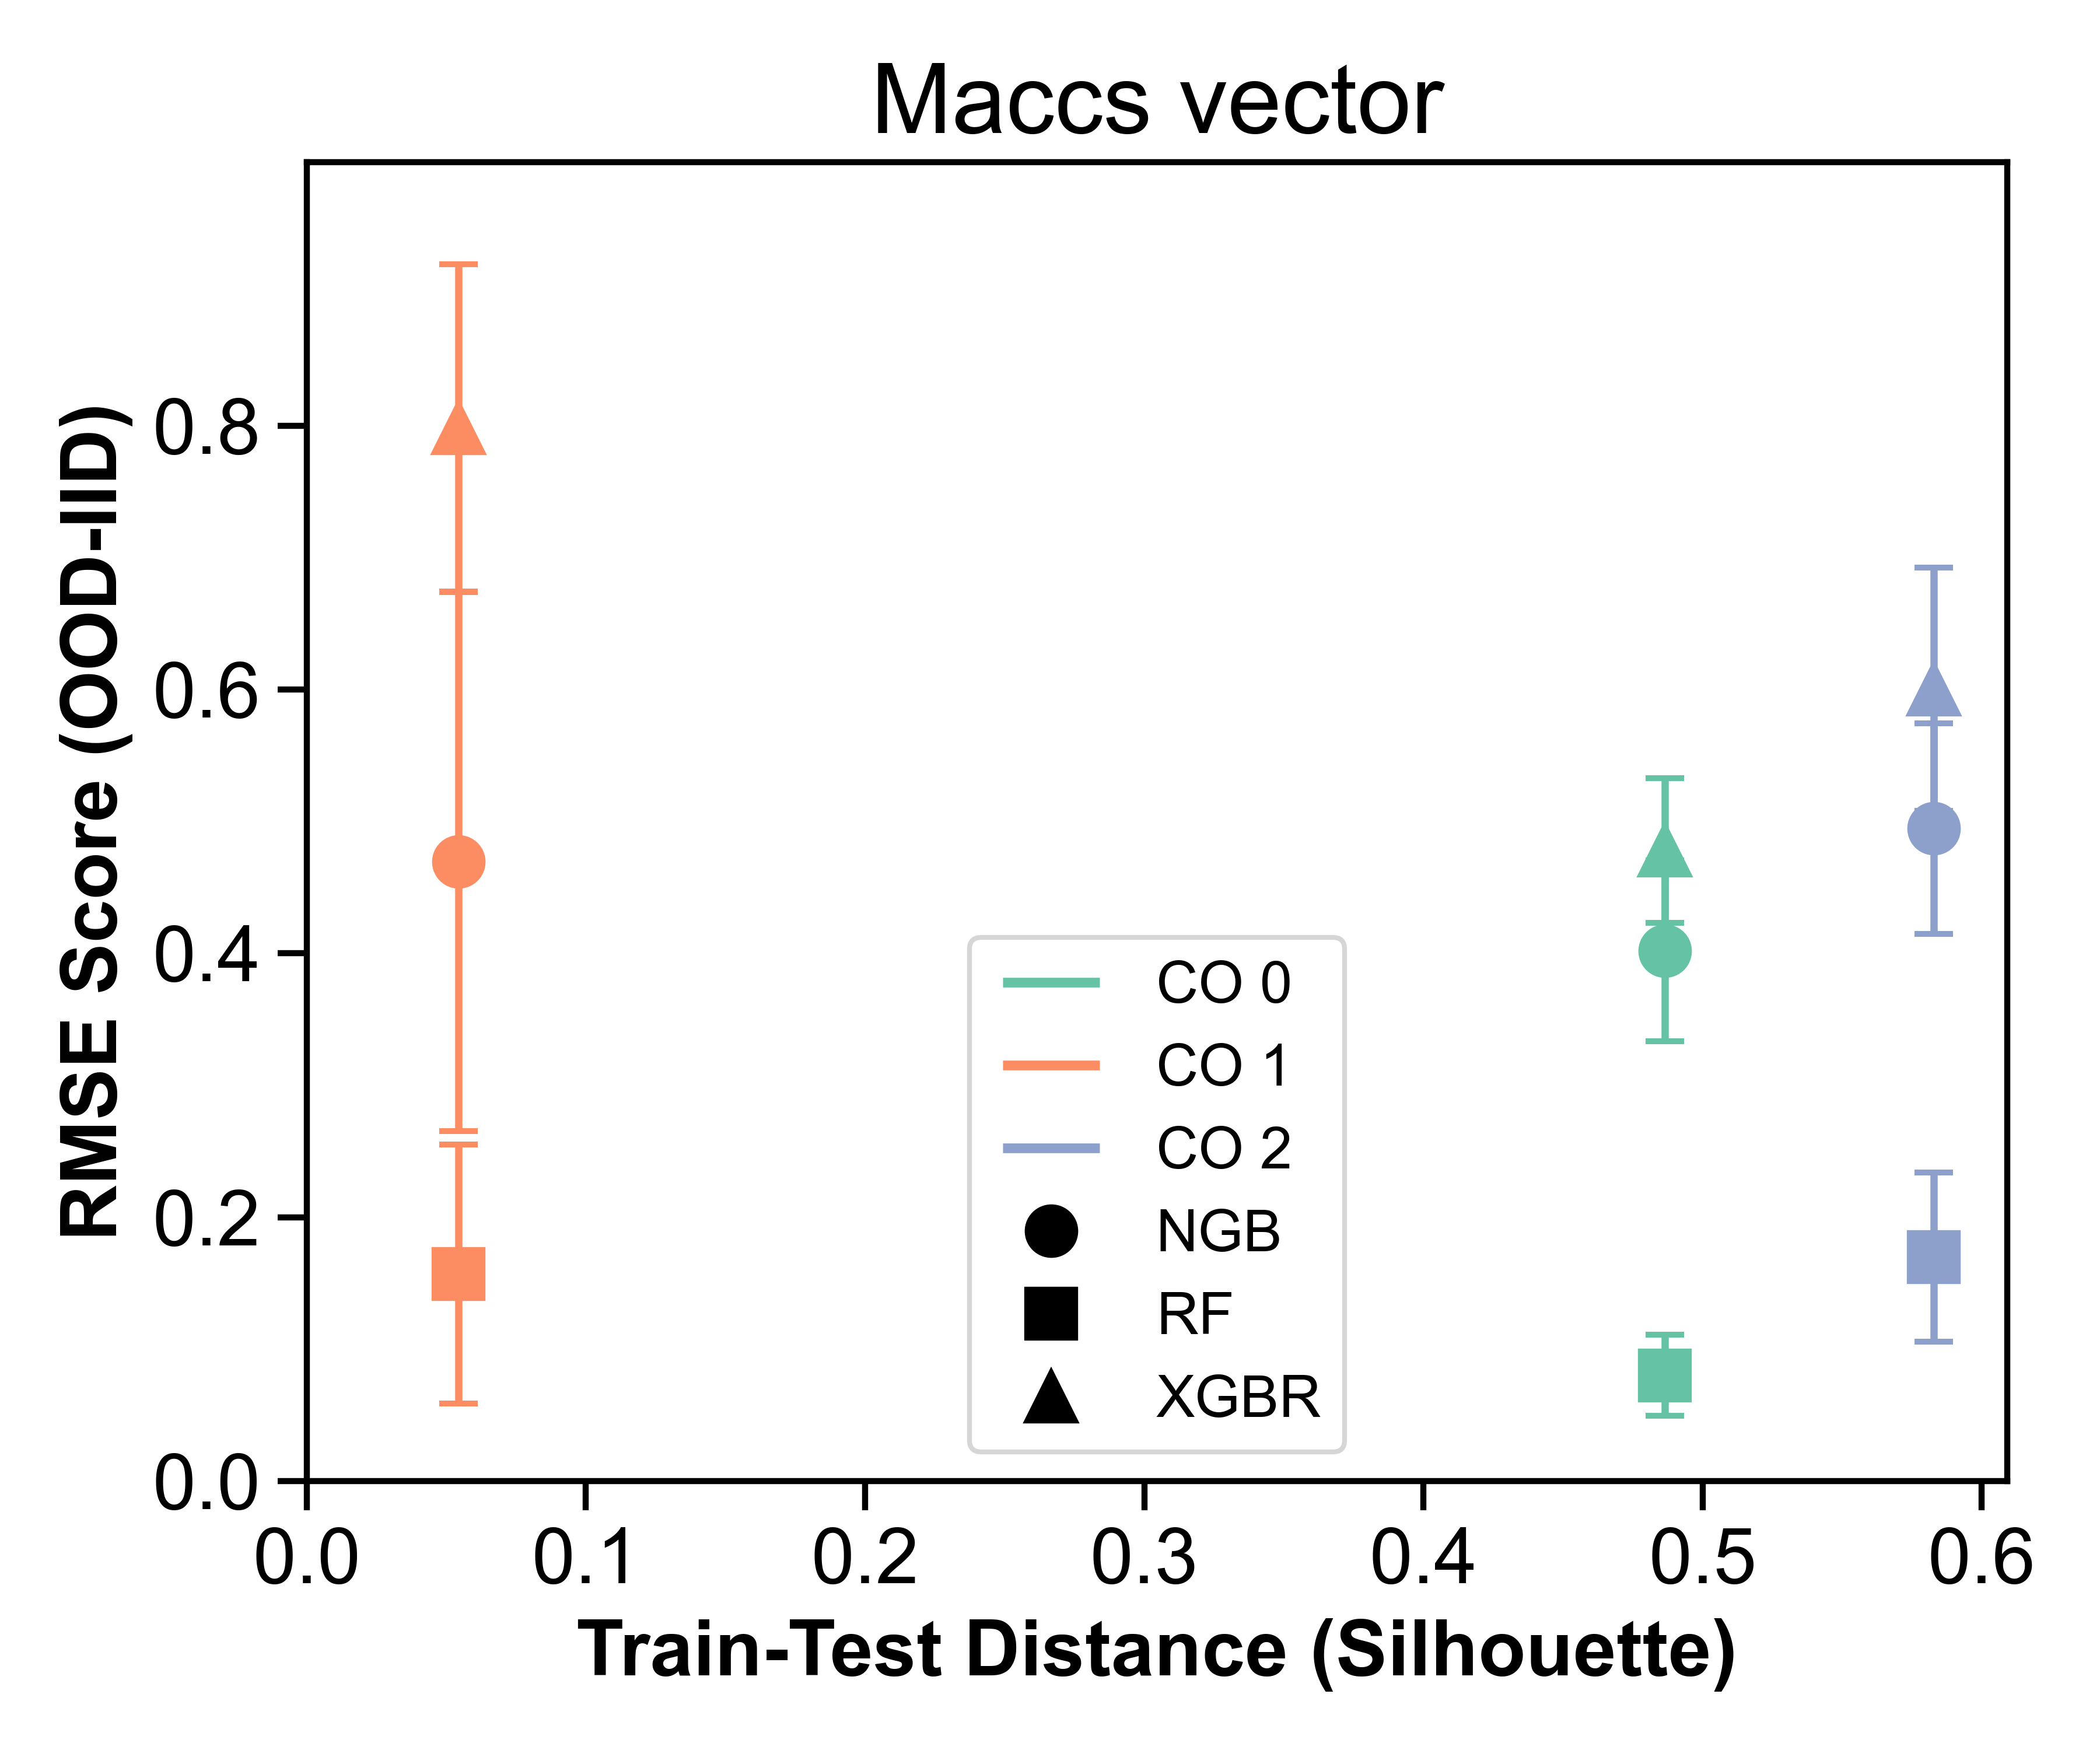 Maccs vector
RMSE Score (OOD-IID)
0.8
0.6
0.4
0.2
0.0
CO 0
CO 1
CO 2
NGB
RF
XGBR
0.0 0.1 0.2 0.3 0.4 0.5 0.6
Train-Test Distance (Silhouette)